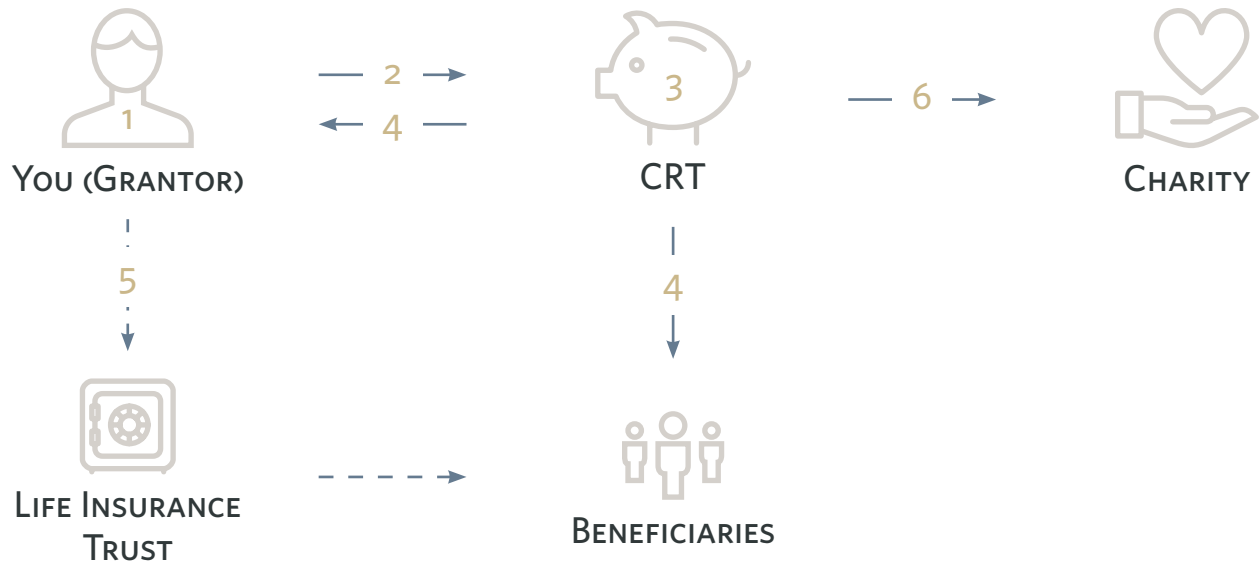 1
2
4
3
6
You (Grantor)
CRT
Charity
5
4
Life Insurance
Trust
Beneficiaries